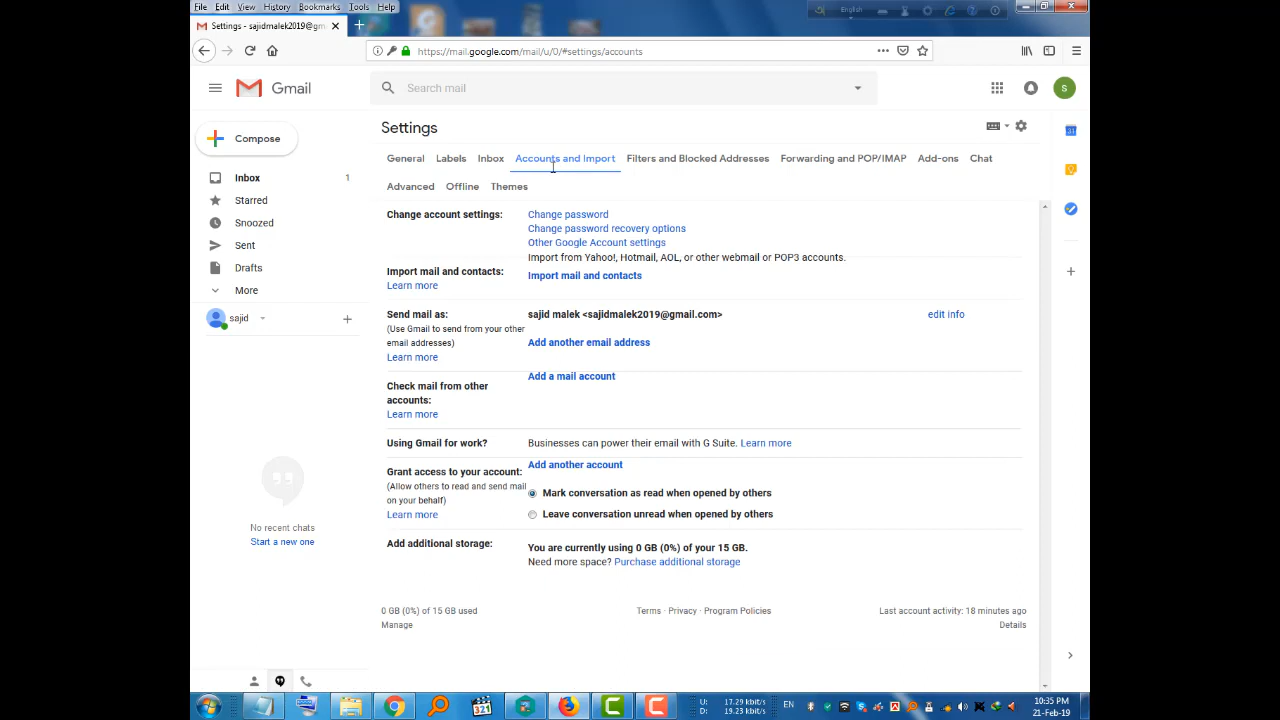 File Edit View History Bookmarks Tools Help
English
Settings - sajidmalek2019@gm
https://mail.google.com/mail/u/0/#settings/accounts
Gmail
Search mail
S
Compose
Inbox 1
Starred
Snoozed
Sent
Drafts
More
sajid
No recent chats
Start a new one
Settings
General Labels Inbox Accounts and Import Filters and Blocked Addresses Forwarding and POP/IMAP Add-ons Chat
Advanced Offline Themes
Change account settings: Change password
Change password recovery options
Other Google Account settings
Import from Yahoo!, Hotmail, AOL, or other webmail or POP3 accounts.
Import mail and contacts: Import mail and contacts
Learn more
Send mail as: sajid malek <sajidmalek2019@gmail.com> edit info
(Use Gmail to send from your other
email addresses) Add another email address
Learn more
Add a mail account
Check mail from other
accounts:
Learn more
Using Gmail for work? Businesses can power their email with G Suite. Learn more
Add another account
Grant access to your account:
(Allow others to read and send mail
on your behalf)
Mark conversation as read when opened by others
Learn more Leave conversation unread when opened by others
Add additional storage: You are currently using 0 GB (0%) of your 15 GB.
Need more space? Purchase additional storage
0 GB (0%) of 15 GB used Terms · Privacy · Program Policies Last account activity: 18 minutes ago
Manage Details
321
U: 17.29 kbit/s
D: 19.23 kbit/s
EN
10:35 PM
21-Feb-19